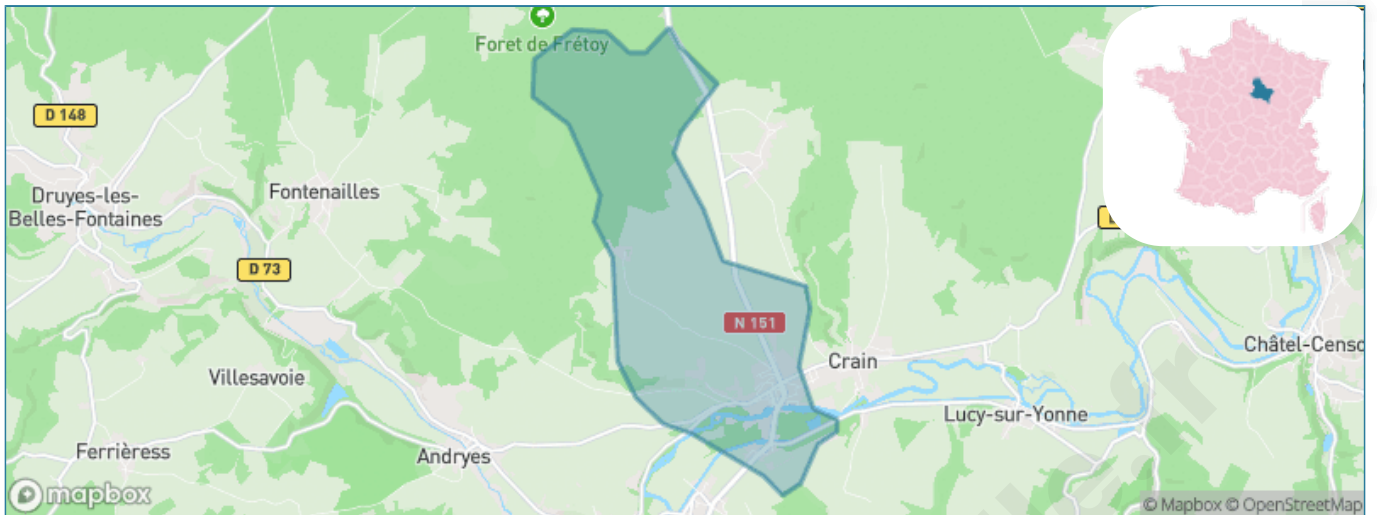 Foret de Frétoy
D 148
Druyes-les-
Belles-Fontaines
Fontenailles
D 73
N 151
Crain
Châtel-Censo
Villesavoie
Lucy-sur-Yonne
Ferrièress
Andryes
mapbox
© Mapbox © OpenStreetMap